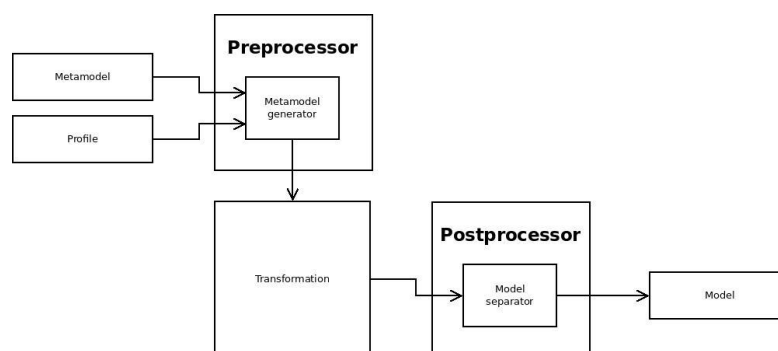 Preprocessor
Metamodel
Metamodel
generator
Profile
Transformation
Postprocessor
Model
separator
Model